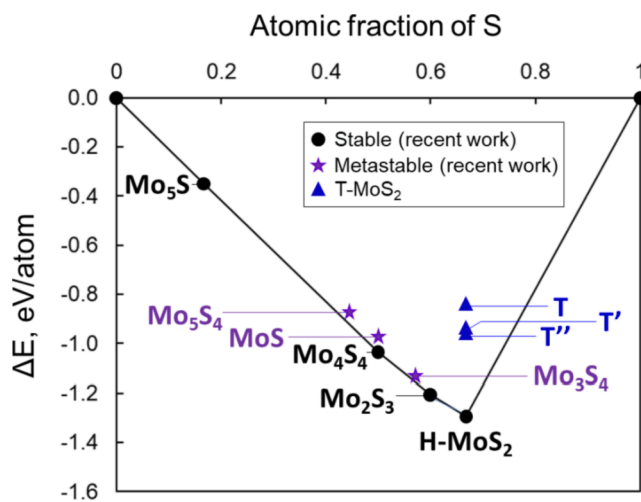 Atomic fraction of S
0 0.2 0.4 0.6 0.8 1
0.0
-0.2
-0.4
-0.6
-0.8
-1.0
-1.2
-1.4
-1.6
ΔE, eV/atom
Stable (recent work)
Metastable (recent work)
T-MoS₂
Mo₅S
Mo₅S₄
MoS
Mo₄S₄
Mo₂S₃
H-MoS₂
T
T'
T''
Mo₃S₄